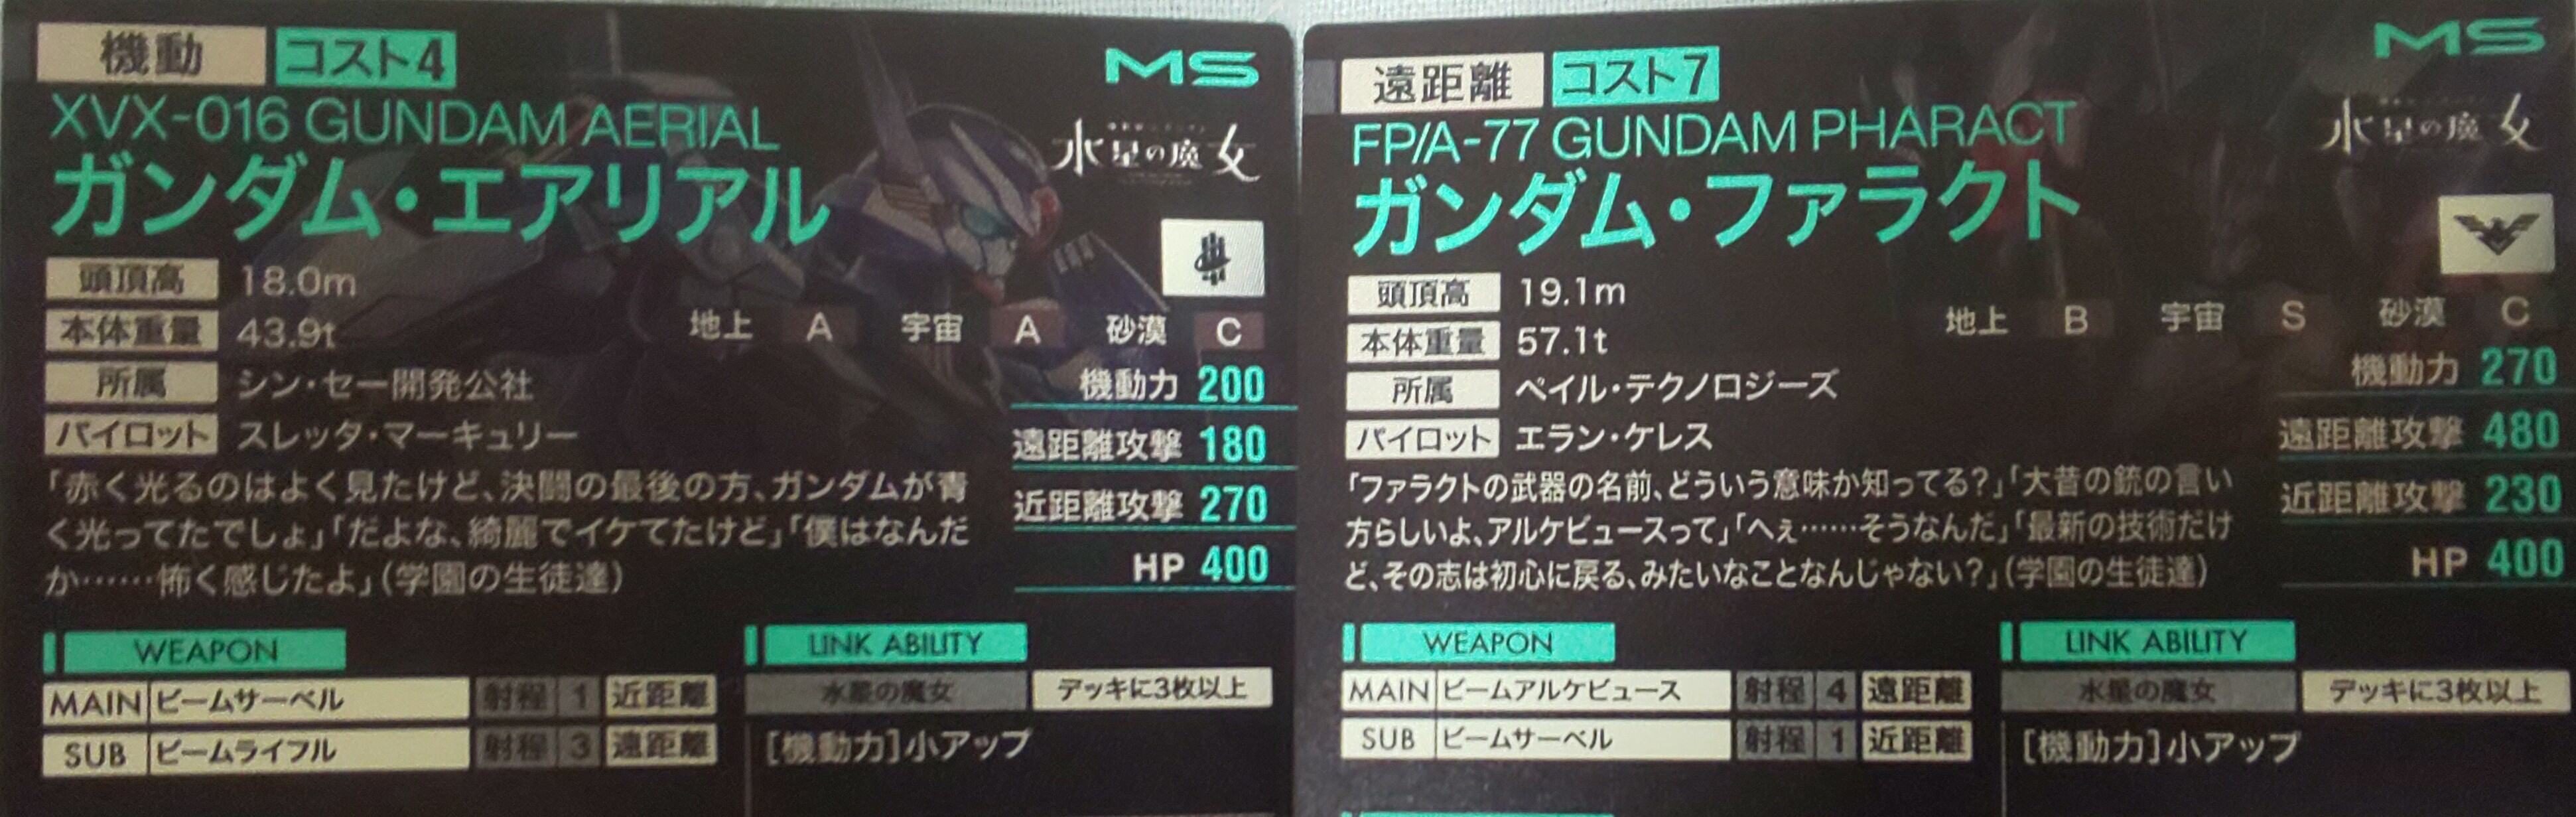 機動 コスト4
MS
XVX-016 GUNDAM AERIAL
ガンダム・エアリアル
水星の魔女
頭頂高 18.0m
本体重量 43.9t
地上 A 宇宙 A 砂漠 C
所属 シン・セー開発公社
機動力 200
パイロット スレッタ・マーキュリー
遠距離攻撃 180
近距離攻撃 270
HP 400
「赤く光るのはよく見たけど、決闘の最後の方、ガンダムが青
く光ってたでしょ」「だよな、綺麗でイケてたけど」「僕はなんだ
か……怖く感じたよ」(学園の生徒達)
WEAPON
MAIN ビームサーベル 射程 1 近距離
SUB ビームライフル 射程 3 遠距離
LINK ABILITY
水星の魔女 デッキに3枚以上
[機動力]小アップ
遠距離 コスト7
MS
FP/A-77 GUNDAM PHARACT
ガンダム・ファラクト
水星の魔女
頭頂高 19.1m
本体重量 57.1t
地上 B 宇宙 S 砂漠 C
所属 ペイル・テクノロジーズ
機動力 270
パイロット エラン・ケレス
遠距離攻撃 480
近距離攻撃 230
HP 400
「ファラクトの武器の名前、どういう意味か知ってる?」「大昔の銃の言い
方らしいよ、アルケビュースって」「へぇ……そうなんだ」「最新の技術だけ
ど、その志は初心に戻る、みたいなことなんじゃない?」(学園の生徒達)
WEAPON
MAIN ビームアルケビュース 射程 4 遠距離
SUB ビームサーベル 射程 1 近距離
LINK ABILITY
水星の魔女 デッキに3枚以上
[機動力]小アップ